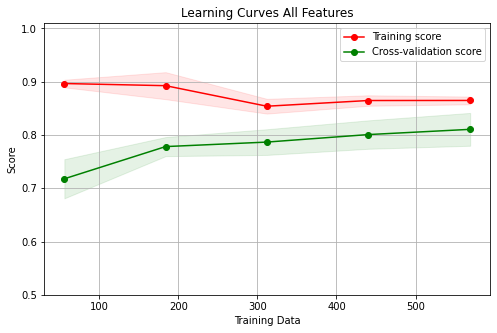 Learning Curves All Features
Training score
Cross-validation score
1.0
0.9
0.8
0.7
0.6
0.5
Score
100
200
300
400
500
Training Data